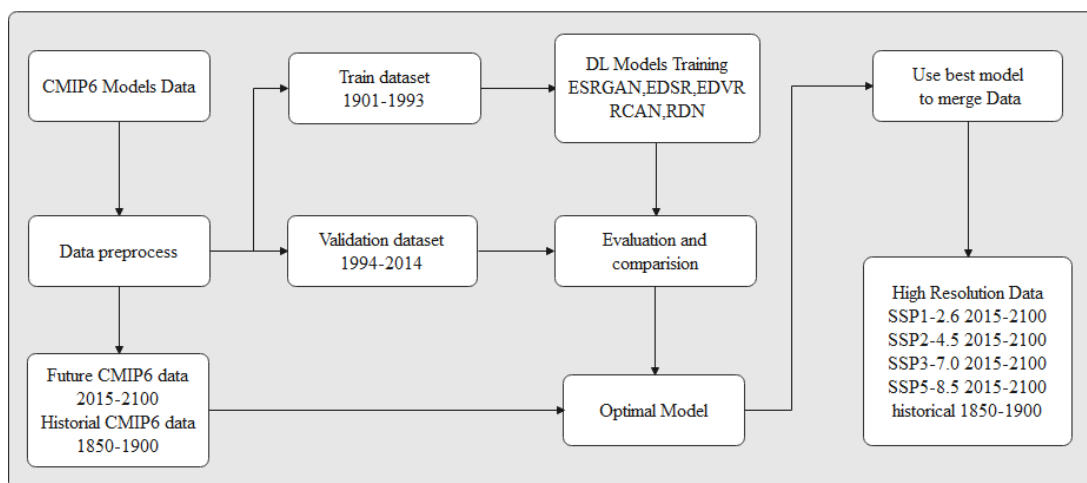 CMIP6 Models Data
Train dataset
1901-1993
DL Models Training
ESRGAN,EDSR,EDVR
RCAN,RDN
Use best model
to merge Data
Data preprocess
Validation dataset
1994-2014
Evaluation and
comparision
High Resolution Data
SSP1-2.6 2015-2100
SSP2-4.5 2015-2100
SSP3-7.0 2015-2100
SSP5-8.5 2015-2100
historical 1850-1900
Future CMIP6 data
2015-2100
Historial CMIP6 data
1850-1900
Optimal Model